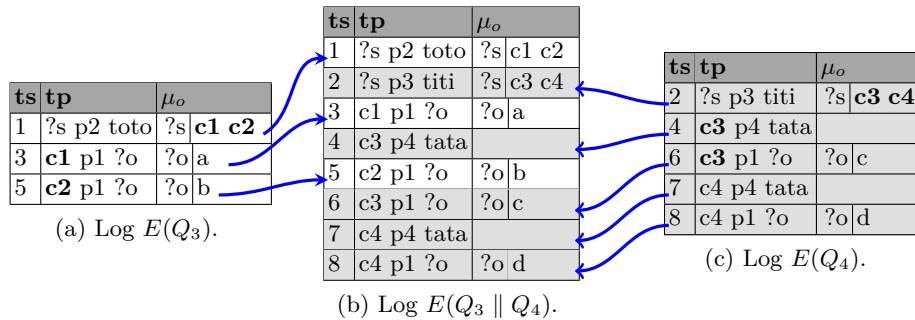 ts tp μo
1 ?s p2 toto ?s c1 c2
3 c1 p1 ?o ?o a
5 c2 p1 ?o ?o b
(a) Log E(Q3).
ts tp μo
1 ?s p2 toto ?s c1 c2
2 ?s p3 titi ?s c3 c4
3 c1 p1 ?o ?o a
4 c3 p4 tata
5 c2 p1 ?o ?o b
6 c3 p1 ?o ?o c
7 c4 p4 tata
8 c4 p1 ?o ?o d
(b) Log E(Q3 ∥ Q4).
ts tp μo
2 ?s p3 titi ?s c3 c4
4 c3 p4 tata
6 c3 p1 ?o ?o c
7 c4 p4 tata
8 c4 p1 ?o ?o d
(c) Log E(Q4).